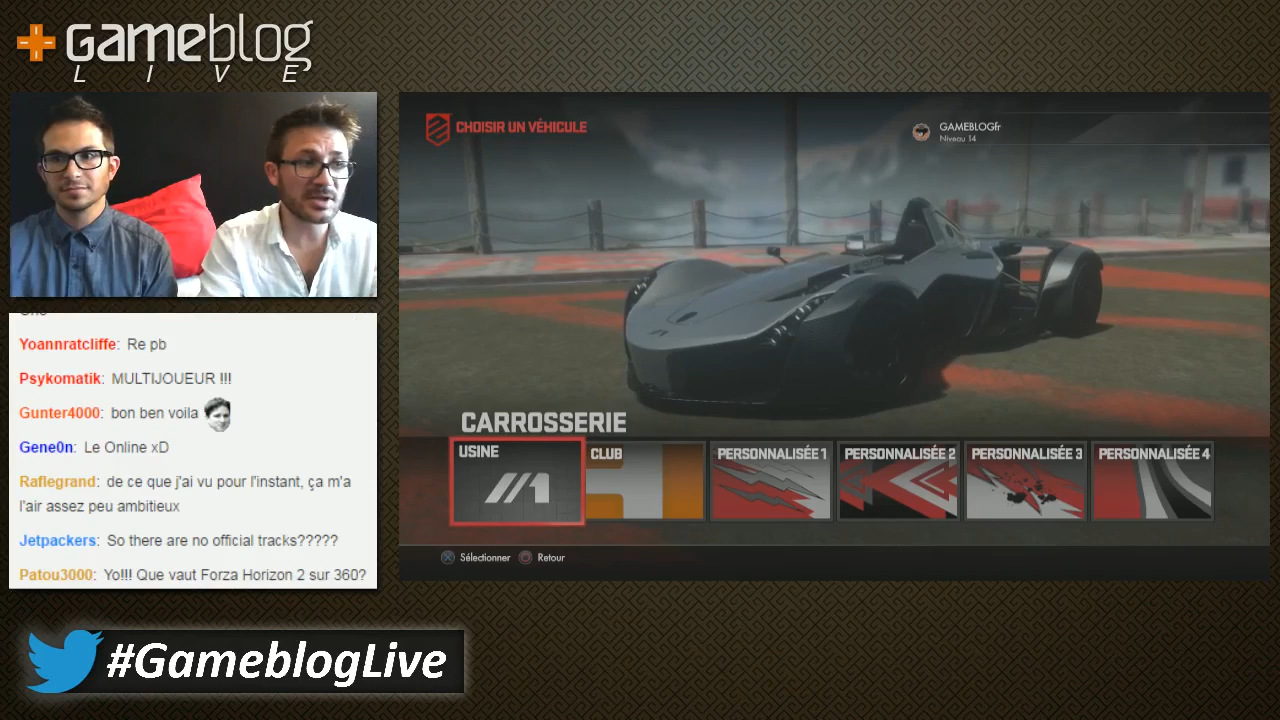 Gameblog
LIVE
CHOISIR UN VÉHICULE
GAMEBLOGfr
Niveau 14
Yoannratcliffe: Re pb
Psykomatik: MULTIJOUEUR !!!
Gunter4000: bon ben voila
Gene0n: Le Online xD
Raflegrand: de ce que j'ai vu pour l'instant, ça m'a
l'air assez peu ambitieux
Jetpackers: So there are no official tracks?????
Patou3000: Yo!!! Que vaut Forza Horizon 2 sur 360?
CARROSSERIE
USINE
CLUB
PERSONNALISÉE 1
PERSONNALISÉE 2
PERSONNALISÉE 3
PERSONNALISÉE 4
Sélectionner
Retour
#GameblogLive